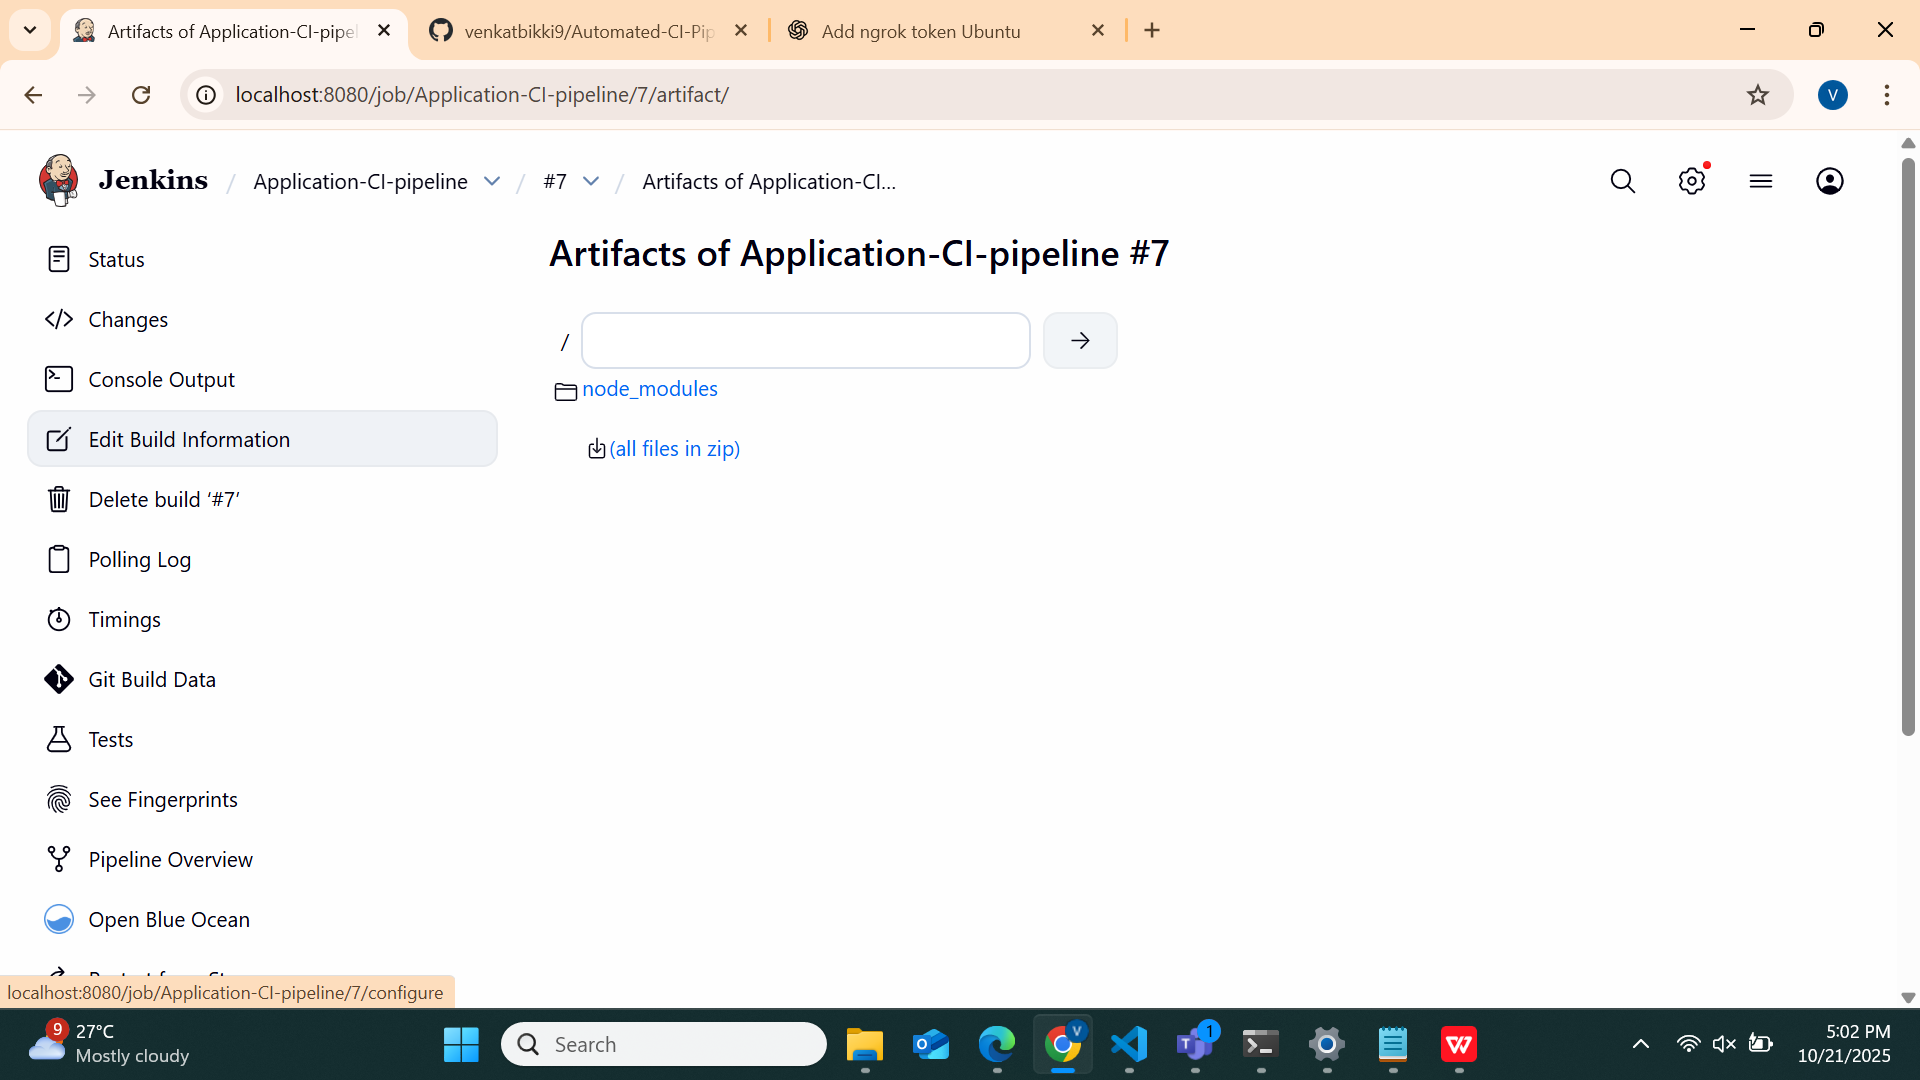 Artifacts of Application-CI-pipel
venkatbikki9/Automated-CI-Pip
Add ngrok token Ubuntu
localhost:8080/job/Application-CI-pipeline/7/artifact/
V
Jenkins / Application-CI-pipeline / #7 / Artifacts of Application-CI...
Status
Changes
Console Output
Edit Build Information
Delete build ‘#7’
Polling Log
Timings
Git Build Data
Tests
See Fingerprints
Pipeline Overview
Open Blue Ocean
Artifacts of Application-CI-pipeline #7
/
node_modules
(all files in zip)
localhost:8080/job/Application-CI-pipeline/7/configure
9
27°C
Mostly cloudy
Search
V
1
5:02 PM
10/21/2025